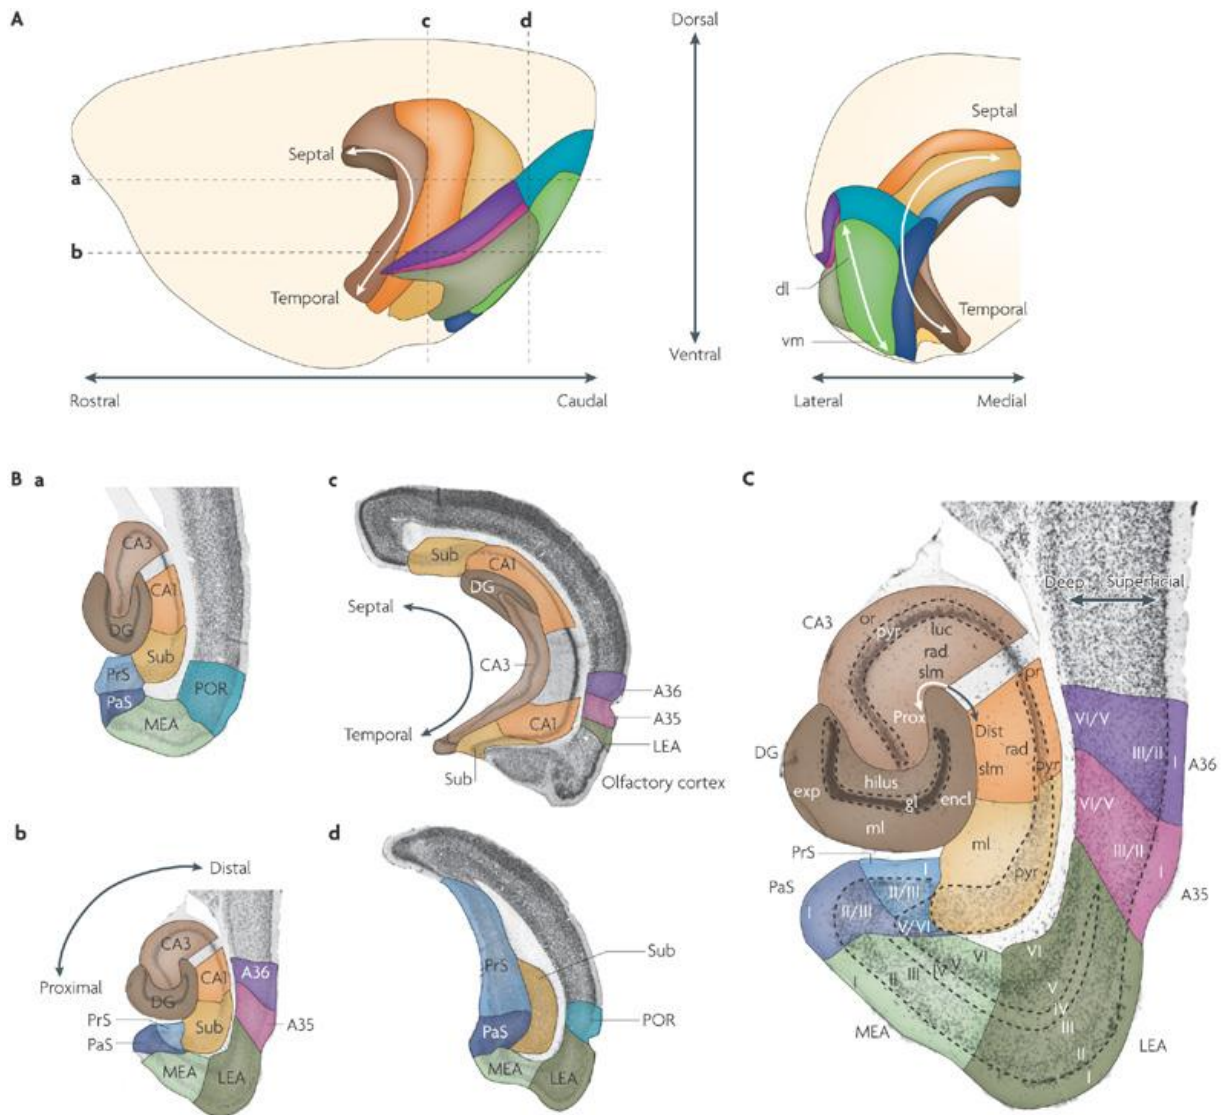 A
c
d
Septal
a
b
Temporal
Rostral
Caudal
Dorsal
Ventral
Septal
dl
Temporal
vm
Lateral
Medial
B a
CA3
CA1
DG
Sub
PrS
PaS
POR
MEA
c
Sub
CA1
DG
Septal
CA3
A36
A35
Temporal
CA1
LEA
Sub
Olfactory cortex
b
Distal
CA3
Proximal
CA1
A36
DG
PrS
Sub
A35
PaS
MEA
LEA
d
PrS
Sub
PaS
POR
MEA
LEA
C
Deep
Superficial
CA3
or
pyr
luc
rad
slm
pr
Prox
Dist
rad
VI/V
III/II
I
A36
DG
hilus
slm
pyr
exp
gl
encl
VI/V
ml
III/II
PrS
ml
I
I
A35
PaS
II/III
pyr
I
II/III
V/VI
VI
I
II
III
IV
V
VI
V
IV
III
MEA
II
LEA
I